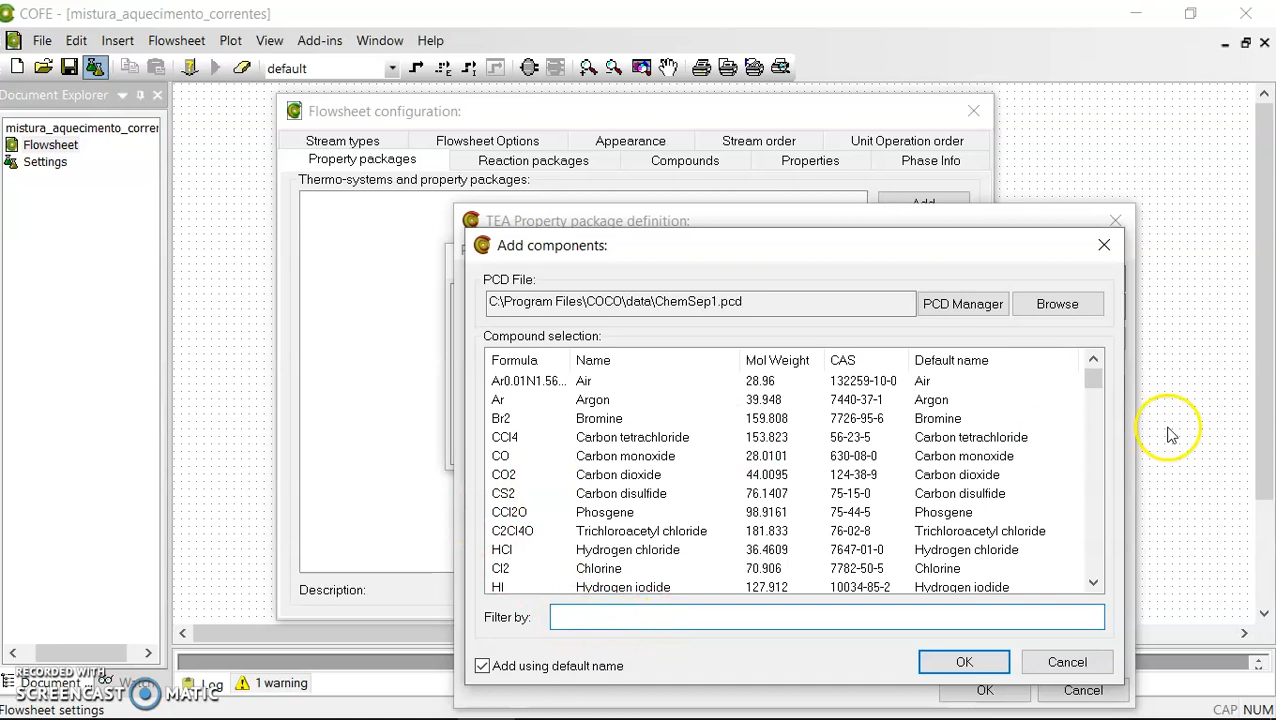 COFE - [mistura_aquecimento_correntes]
File Edit Insert Flowsheet Plot View Add-ins Window Help
default
Document Explorer
mistura_aquecimento_correr
Flowsheet
Settings
Flowsheet configuration:
Stream types Flowsheet Options Appearance Stream order Unit Operation order
Property packages Reaction packages Compounds Properties Phase Info
Thermo-systems and property packages:
Add
TEA Property package definition:
Add components:
PCD File:
C:\Program Files\COCO\data\ChemSep1.pcd PCD Manager Browse
Compound selection:
Formula Name Mol Weight CAS Default name
Ar0.01N1.56... Air 28.96 132259-10-0 Air
Ar Argon 39.948 7440-37-1 Argon
Br2 Bromine 159.808 7726-95-6 Bromine
CCl4 Carbon tetrachloride 153.823 56-23-5 Carbon tetrachloride
CO Carbon monoxide 28.0101 630-08-0 Carbon monoxide
CO2 Carbon dioxide 44.0095 124-38-9 Carbon dioxide
CS2 Carbon disulfide 76.1407 75-15-0 Carbon disulfide
CCl2O Phosgene 98.9161 75-44-5 Phosgene
C2Cl4O Trichloroacetyl chloride 181.833 76-02-8 Trichloroacetyl chloride
HCl Hydrogen chloride 36.4609 7647-01-0 Hydrogen chloride
Cl2 Chlorine 70.906 7782-50-5 Chlorine
HI Hydrogen iodide 127.912 10034-85-2 Hydrogen iodide
Description:
Filter by:
Add using default name OK Cancel
OK Cancel
RECORDED WITH
SCREENCAST MATIC
Document... Log 1 warning
Flowsheet settings CAP NUM